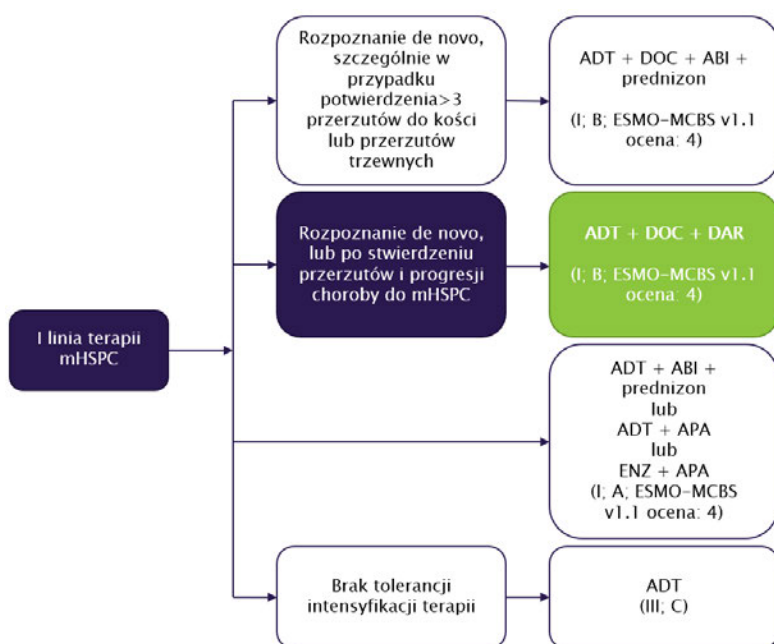 Rozpoznanie de novo,
szczególnie w
przypadku
potwierdzenia>3
przerzutów do kości
lub przerzutów
trzewnych
ADT + DOC + ABI +
prednizon
(I; B; ESMO-MCBS v1.1
ocena: 4)
Rozpoznanie de novo,
lub po stwierdzeniu
przerzutów i progresji
choroby do mHSPC
ADT + DOC + DAR
(I; B; ESMO-MCBS v1.1
ocena: 4)
I linia terapii
mHSPC
ADT + ABI +
prednizon
lub
ADT + APA
lub
ENZ + APA
(I; A; ESMO-MCBS
v1.1 ocena: 4)
Brak tolerancji
intensyfikacji terapii
ADT
(III; C)